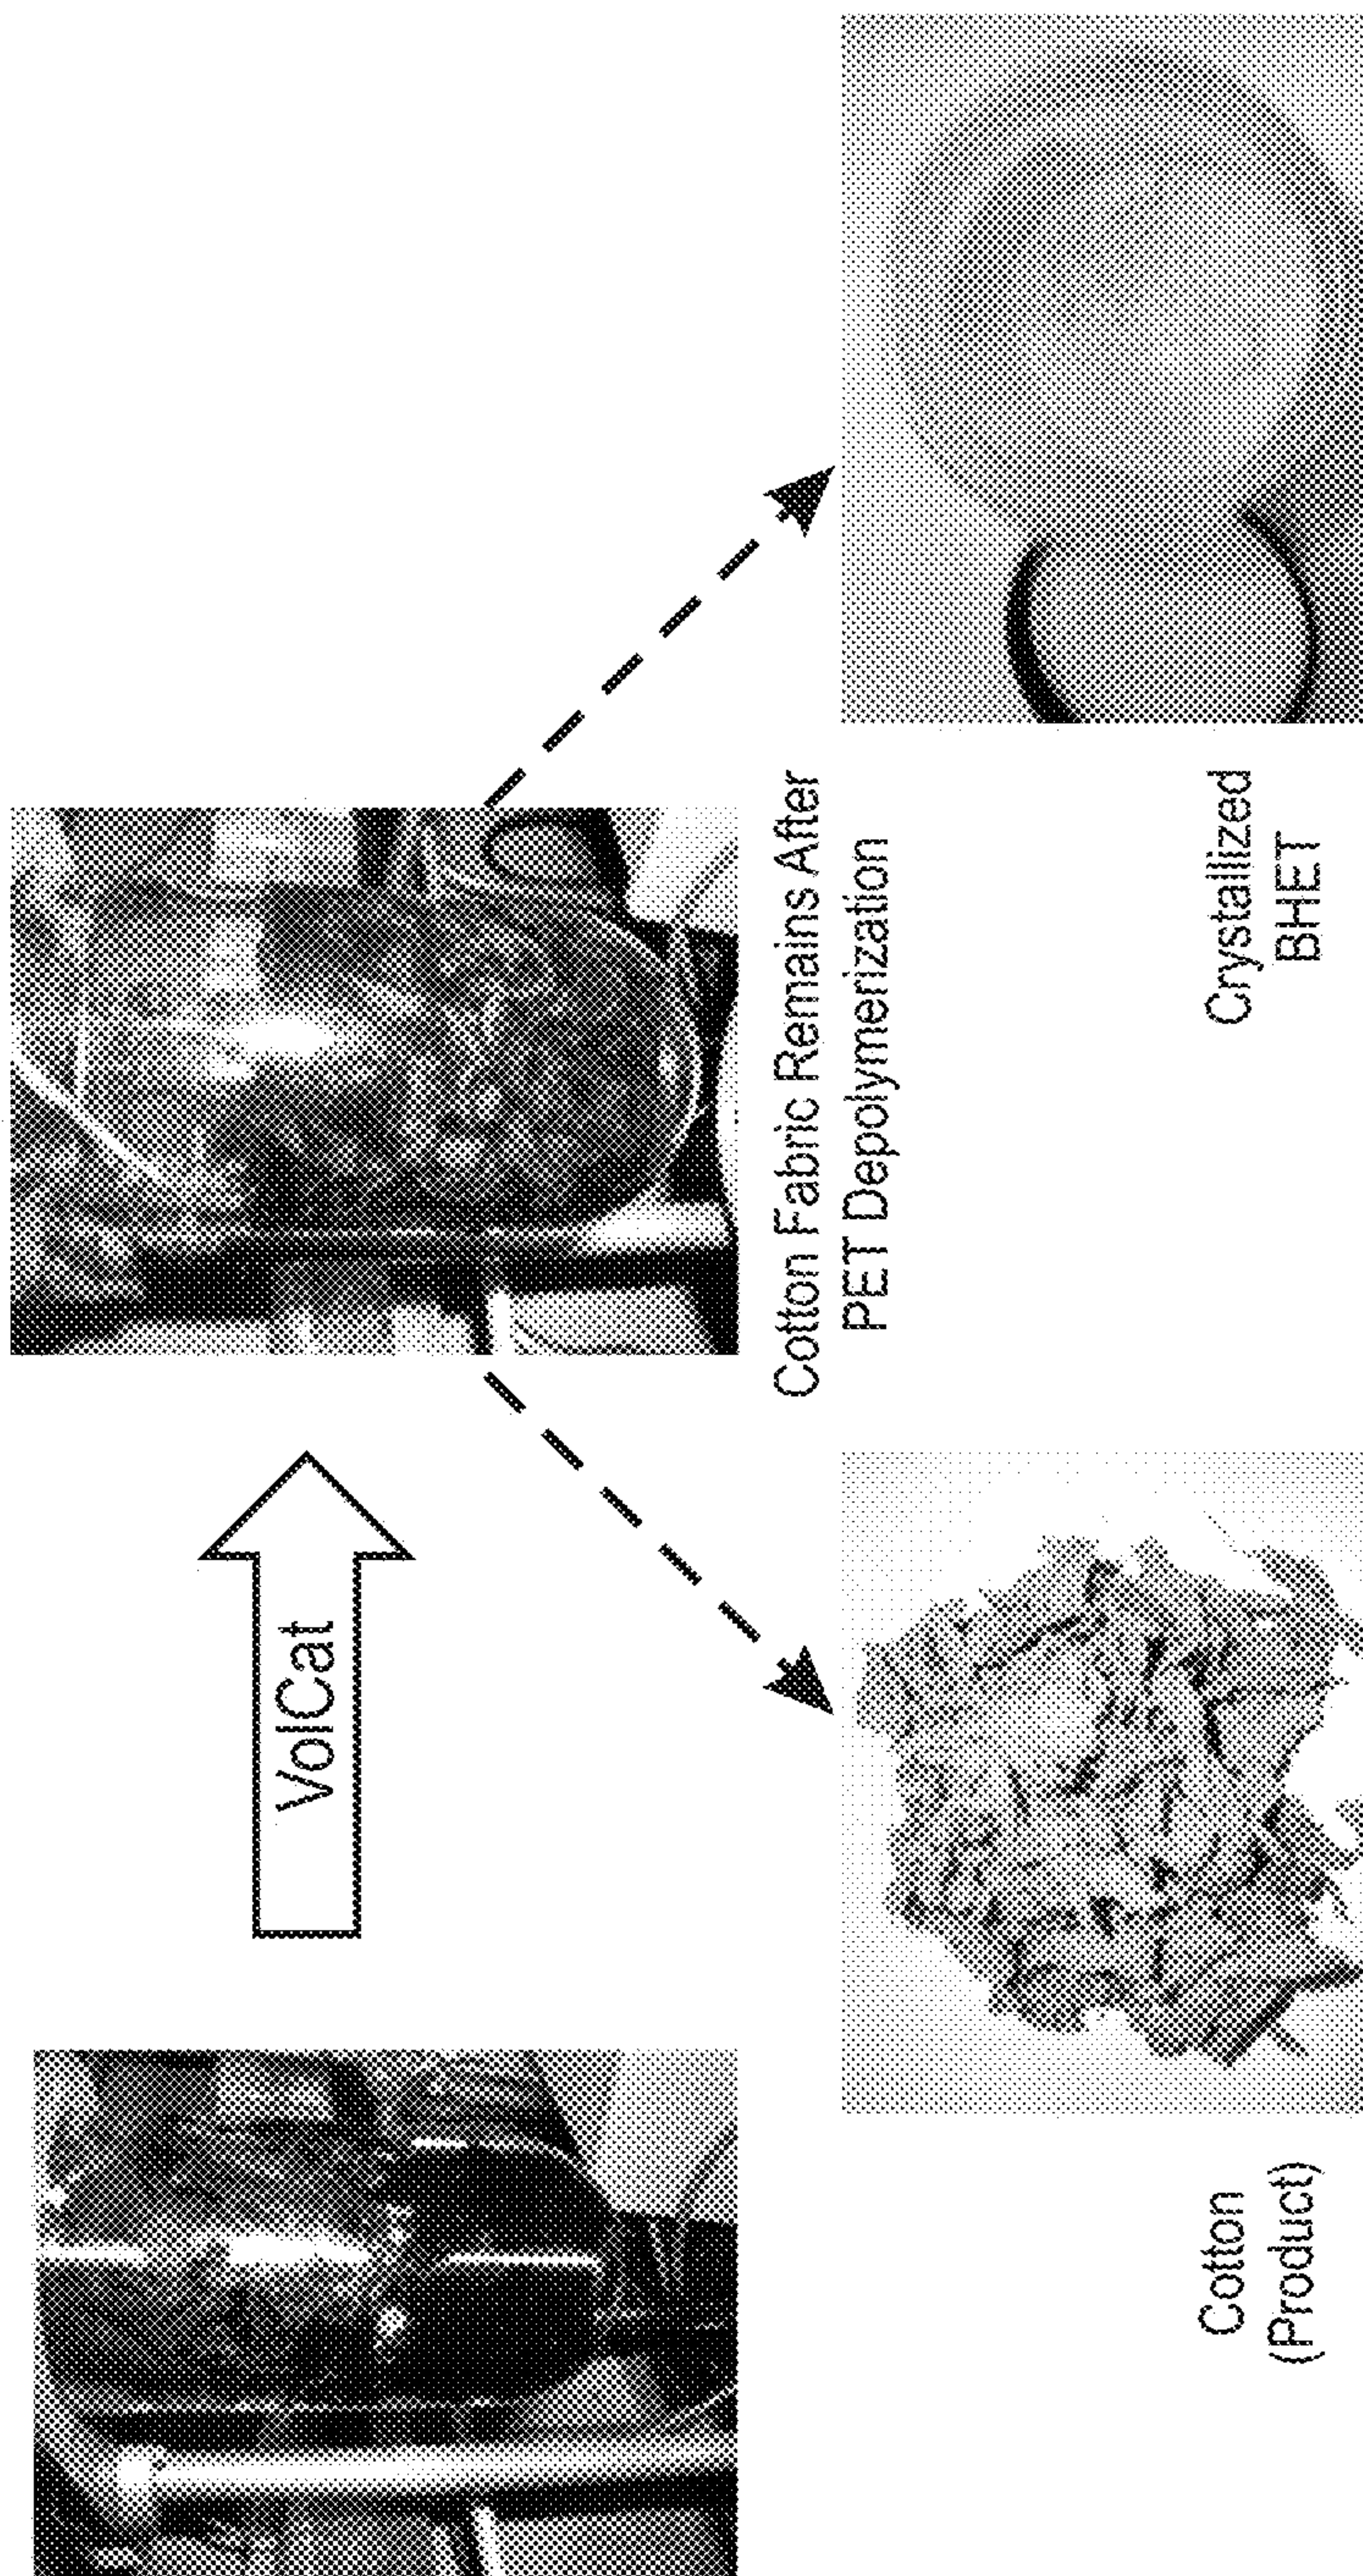 VolCat
Cotton Fabric Remains After
PET Depolymerization
Cotton
(Product)
Crystallized
BHET